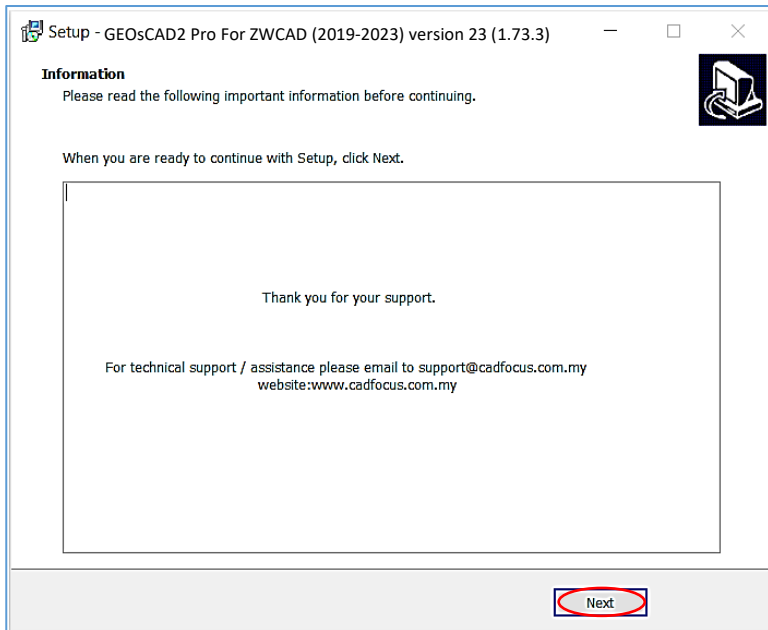 Setup - GEOsCAD2 Pro For ZWCAD (2019-2023) version 23 (1.73.3)
Information
Please read the following important information before continuing.
When you are ready to continue with Setup, click Next.
Thank you for your support.
For technical support / assistance please email to support@cadfocus.com.my
website:www.cadfocus.com.my
Next